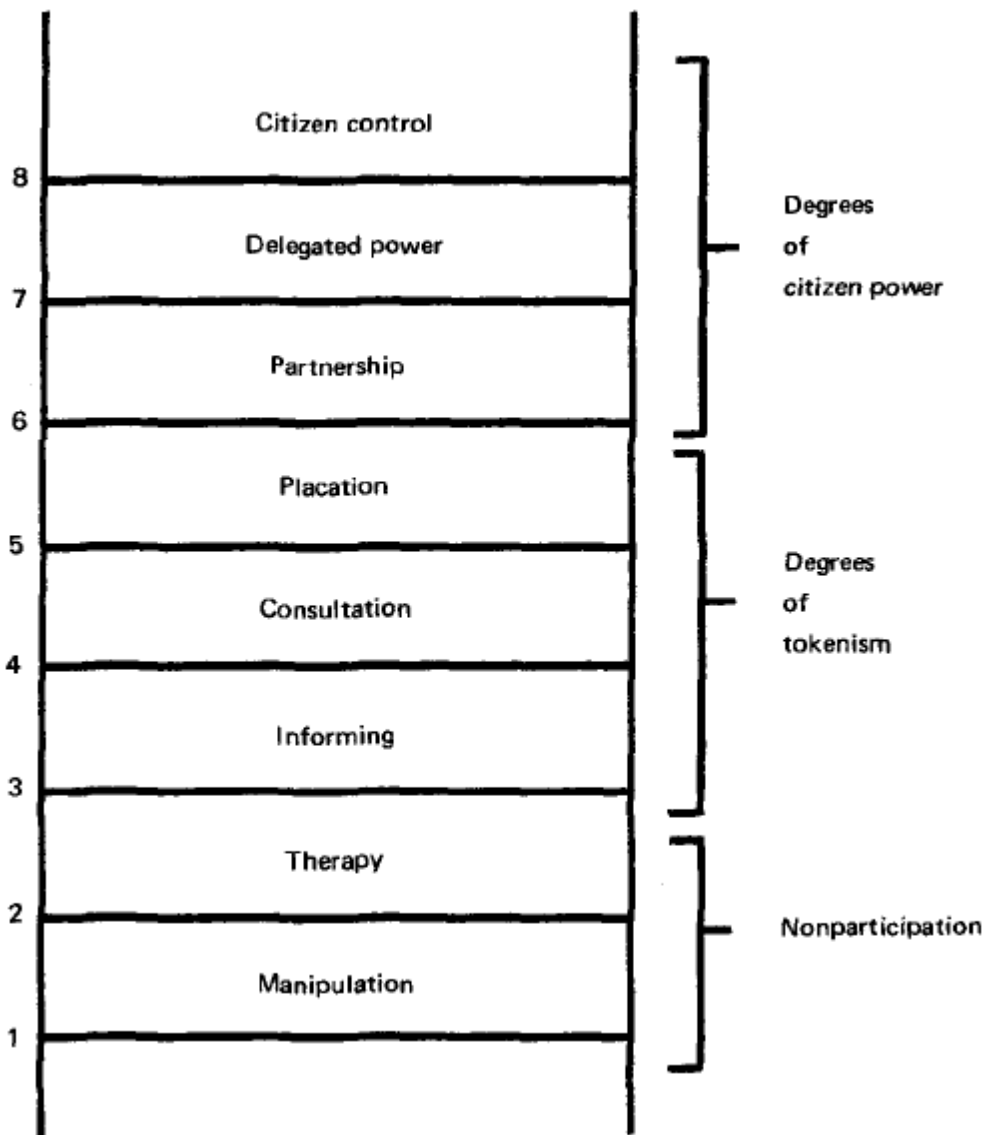 Citizen control
8
Delegated power
7
Partnership
6
Placation
5
Consultation
4
Informing
3
Therapy
2
Manipulation
1
Degrees
of
citizen power
Degrees
of
tokenism
Nonparticipation